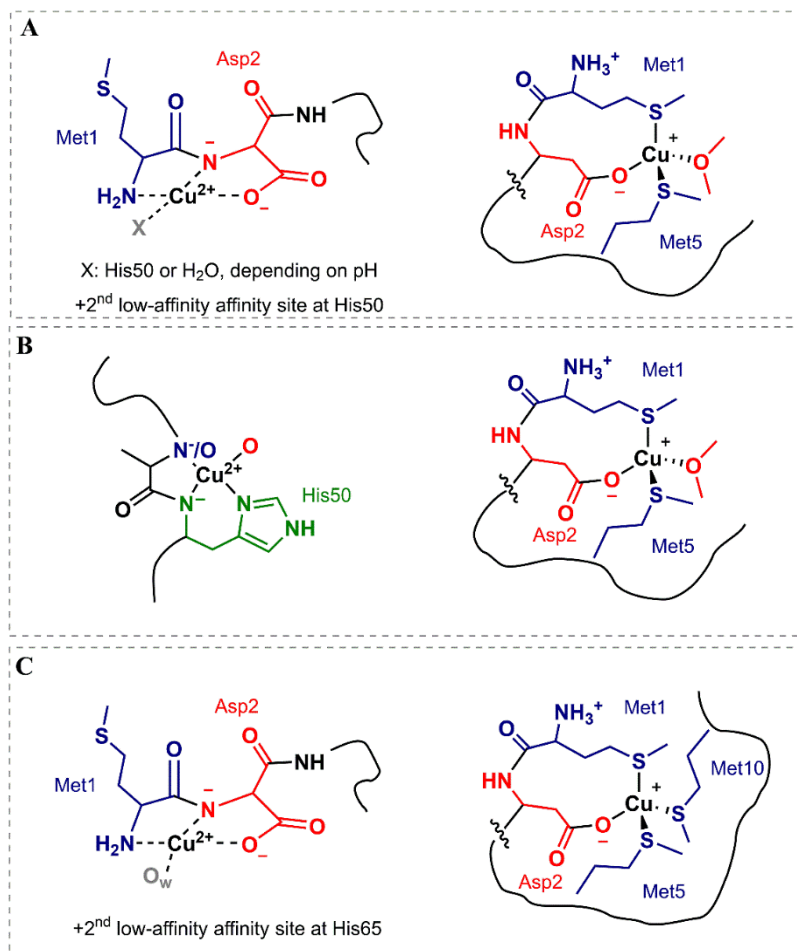 A
Asp2
Met1
O
O
NH
N
−
H₂N
Cu²⁺
O
−
O
X
X: His50 or H₂O, depending on pH
+2ⁿᵈ low-affinity affinity site at His50
NH₃⁺
Met1
O
HN
S
+
Cu
O
O
−
O
S
Asp2
Met5
B
N⁻/O
O
Cu²⁺
O
N
−
N
NH
His50
NH₃⁺
Met1
O
HN
S
+
Cu
O
O
−
O
S
Asp2
Met5
C
Asp2
Met1
O
O
NH
N
−
H₂N
Cu²⁺
O
−
O
Ow
+2ⁿᵈ low-affinity affinity site at His65
NH₃⁺
Met1
Met10
O
HN
S
+
Cu
S
O
−
O
S
Asp2
Met5